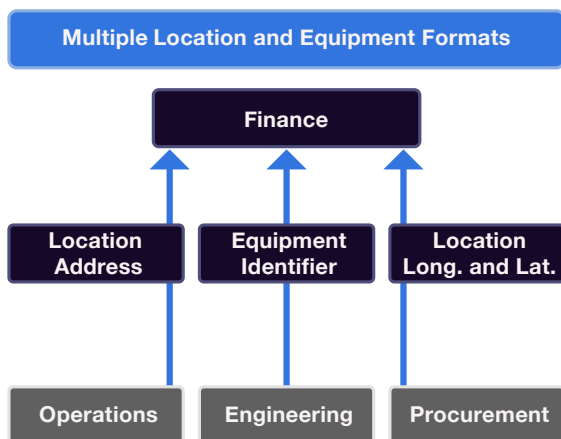 Multiple Location and Equipment Formats
Finance
Location
Address
Equipment
Identifier
Location
Long. and Lat.
Operations
Engineering
Procurement